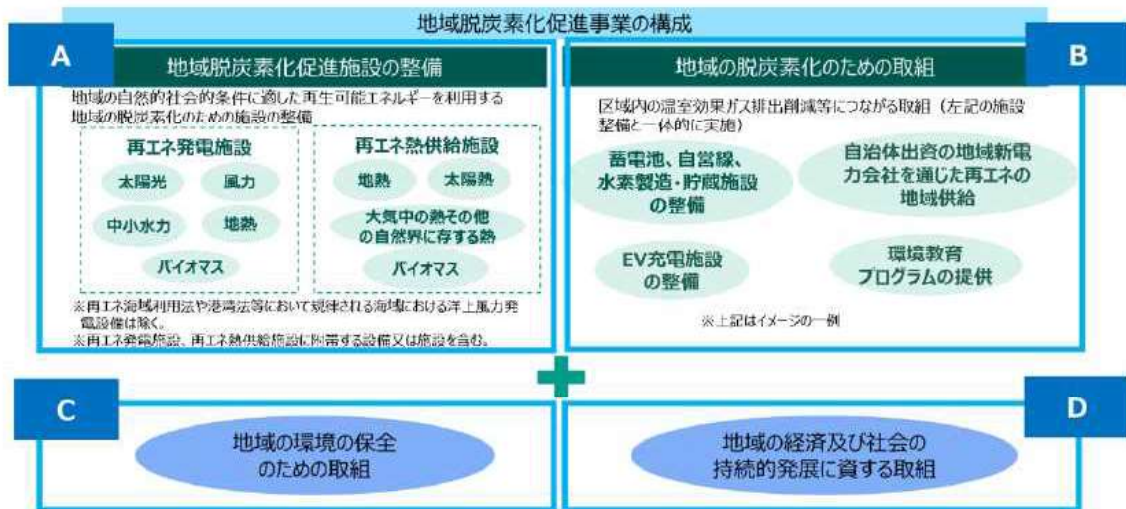 地域脱炭素化促進事業の構成
A
地域脱炭素化促進施設の整備
地域の自然的社会的条件に適した再生可能エネルギーを利用する
地域の脱炭素化のための施設の整備
再エネ発電施設
太陽光
風力
中小水力
地熱
バイオマス
再エネ熱供給施設
地熱
太陽熱
大気中の熱その他
の自然界に存する熱
バイオマス
※再エネ海域利用法や港湾法等において規律される海域における洋上風力発
電設備は除く。
※再エネ発電施設、再エネ熱供給施設に附帯する設備又は施設を含む。
B
地域の脱炭素化のための取組
区域内の温室効果ガス排出削減等につながる取組（左記の施設
整備と一体的に実施）
蓄電池、自営線、
水素製造・貯蔵施設
の整備
自治体出資の地域新電
力会社を通じた再エネの
地域供給
EV充電施設
の整備
環境教育
プログラムの提供
※上記はイメージの一例
C
地域の環境の保全
のための取組
D
地域の経済及び社会の
持続的発展に資する取組